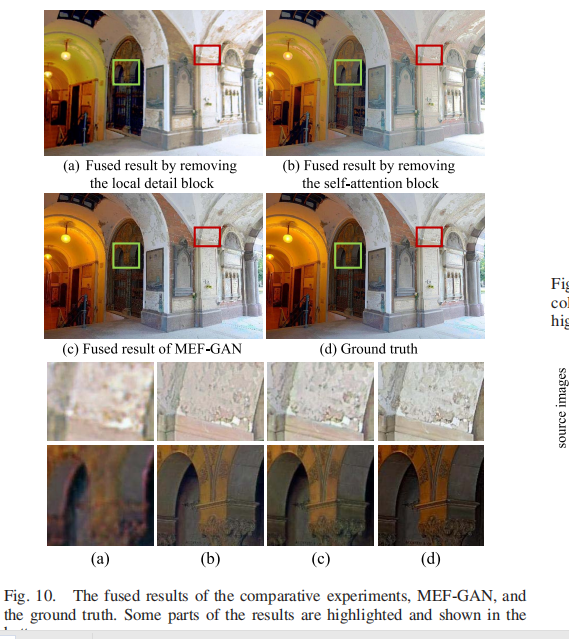 (a) Fused result by removing
the local detail block
(b) Fused result by removing
the self-attention block
(c) Fused result of MEF-GAN
(d) Ground truth
(a)
(b)
(c)
(d)
Fig. 10. The fused results of the comparative experiments, MEF-GAN, and
the ground truth. Some parts of the results are highlighted and shown in the
Fig
col
hig
source images